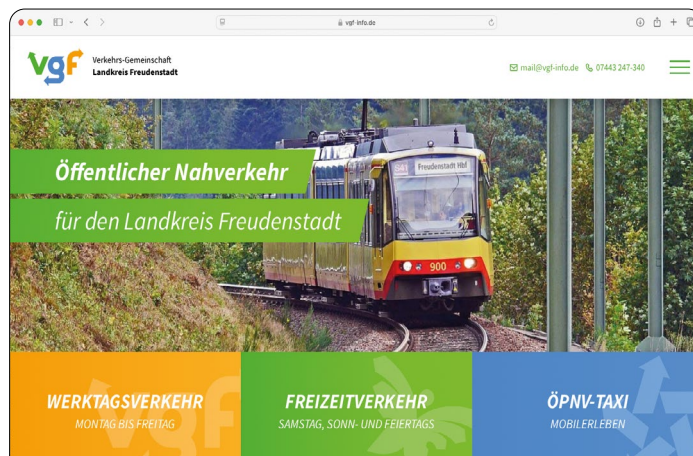 vgf-info.de
vgf
Verkehrs-Gemeinschaft
Landkreis Freudenstadt
mail@vgf-info.de 07443 247-340
S41 Freudenstadt Hbf
Öffentlicher Nahverkehr
für den Landkreis Freudenstadt
900
WERKTAGSVERKEHR
MONTAG BIS FREITAG
FREIZEITVERKEHR
SAMSTAG, SONN- UND FEIERTAGS
ÖPNV-TAXI
MOBILERLEBEN